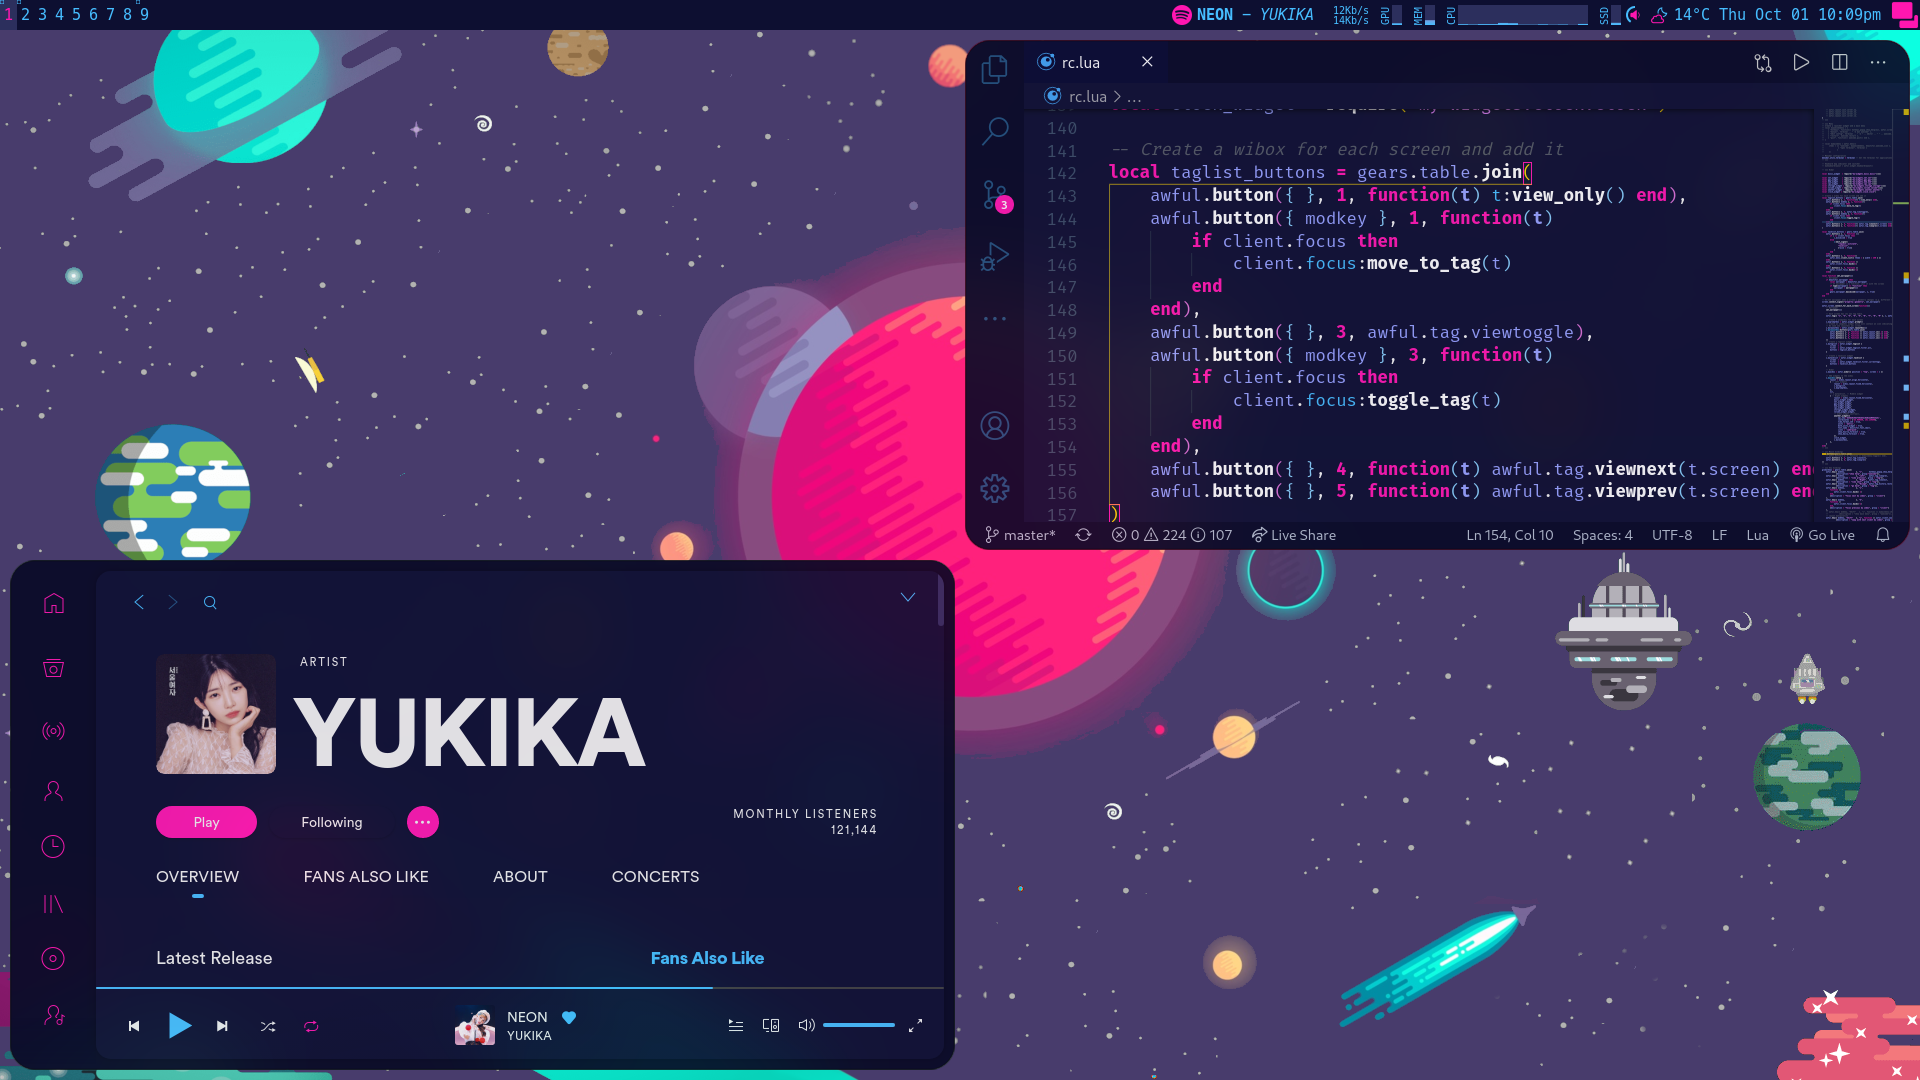 1 2 3 4 5 6 7 8 9
NEON – YUKIKA
12Kb/s
14Kb/s
GPU
MEM
CPU
SSD
14°C Thu Oct 01 10:09pm
rc.lua
rc.lua > ...
140
141 -- Create a wibox for each screen and add it
142 local taglist_buttons = gears.table.join(
143 awful.button({ }, 1, function(t) t:view_only() end),
144 awful.button({ modkey }, 1, function(t)
145 if client.focus then
146 client.focus:move_to_tag(t)
147 end
148 end),
149 awful.button({ }, 3, awful.tag.viewtoggle),
150 awful.button({ modkey }, 3, function(t)
151 if client.focus then
152 client.focus:toggle_tag(t)
153 end
154 end),
155 awful.button({ }, 4, function(t) awful.tag.viewnext(t.screen) en
156 awful.button({ }, 5, function(t) awful.tag.viewprev(t.screen) en
157 )
3
master* 0 224 107 Live Share Ln 154, Col 10 Spaces: 4 UTF-8 LF Lua Go Live
서울여자
ARTIST
YUKIKA
Play
Following
MONTHLY LISTENERS
121,144
OVERVIEW
FANS ALSO LIKE
ABOUT
CONCERTS
Latest Release
Fans Also Like
NEON
YUKIKA